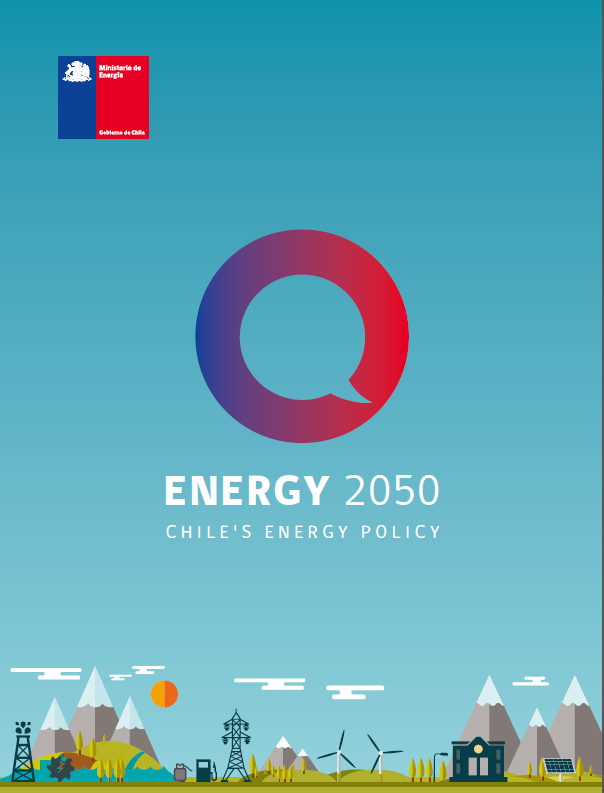 Ministerio de
Energía
Gobierno de Chile
ENERGY 2050
CHILE'S ENERGY POLICY